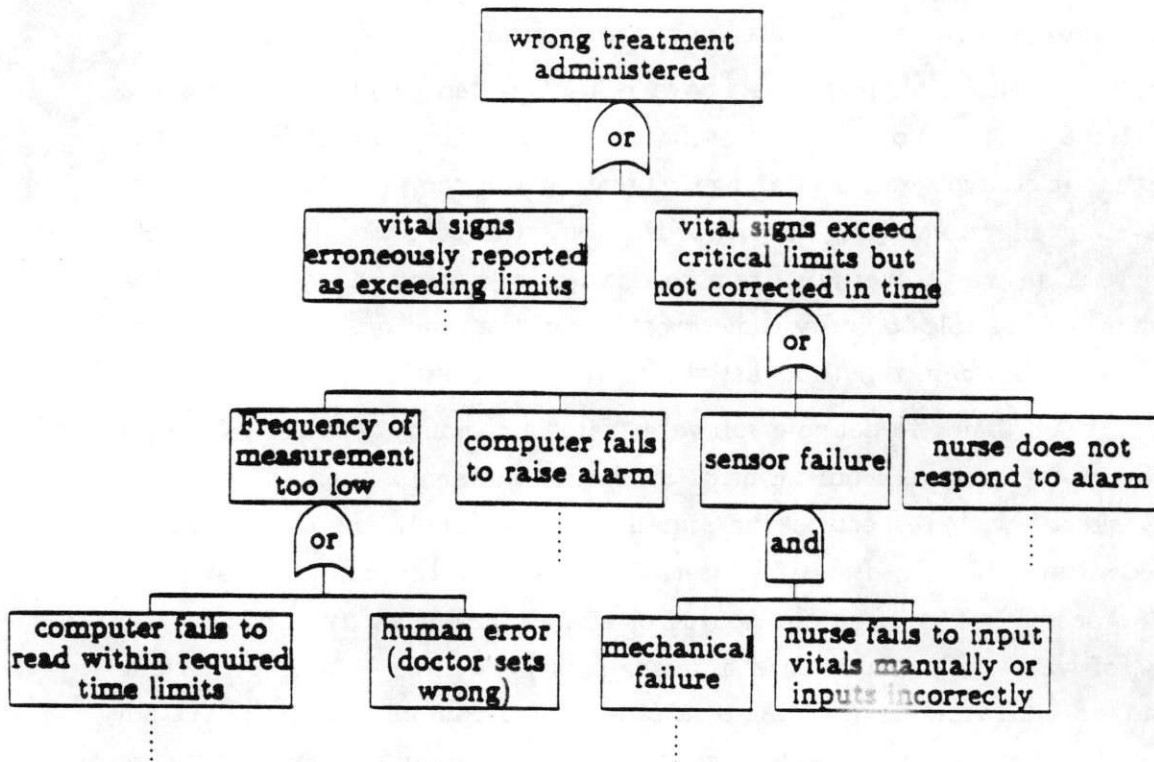 wrong treatment
administered
or
vital signs
erroneously reported
as exceeding limits
vital signs exceed
critical limits but
not corrected in time
or
Frequency of
measurement
too low
computer fails
to raise alarm
sensor failure
nurse does not
respond to alarm
or
and
computer fails to
read within required
time limits
human error
(doctor sets
wrong)
mechanical
failure
nurse fails to input
vitals manually or
inputs incorrectly